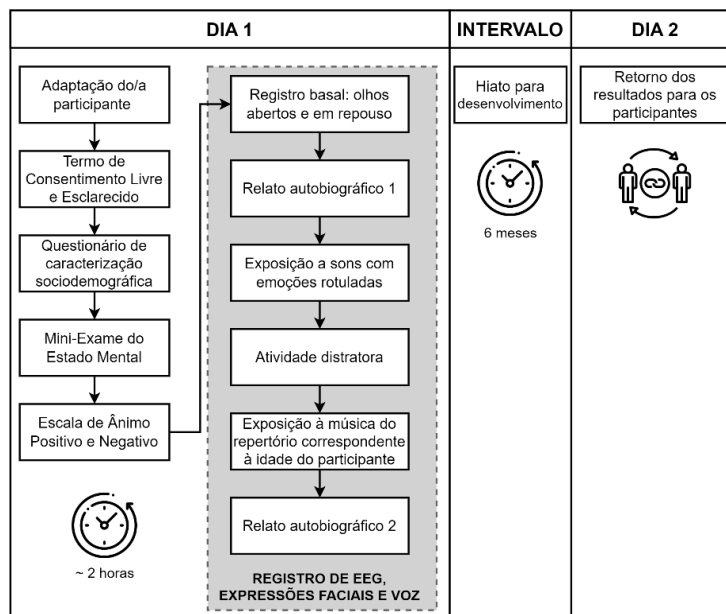 DIA 1
Adaptação do/a
participante
Termo de
Consentimento Livre
e Esclarecido
Questionário de
caracterização
sociodemográfica
Mini-Exame do
Estado Mental
Escala de Ânimo
Positivo e Negativo
~ 2 horas
Registro basal: olhos
abertos e em repouso
Relato autobiográfico 1
Exposição a sons com
emoções rotuladas
Atividade distratora
Exposição à música do
repertório correspondente
à idade do participante
Relato autobiográfico 2
REGISTRO DE EEG,
EXPRESSÕES FACIAIS E VOZ
INTERVALO
Hiato para
desenvolvimento
6 meses
DIA 2
Retorno dos
resultados para os
participantes